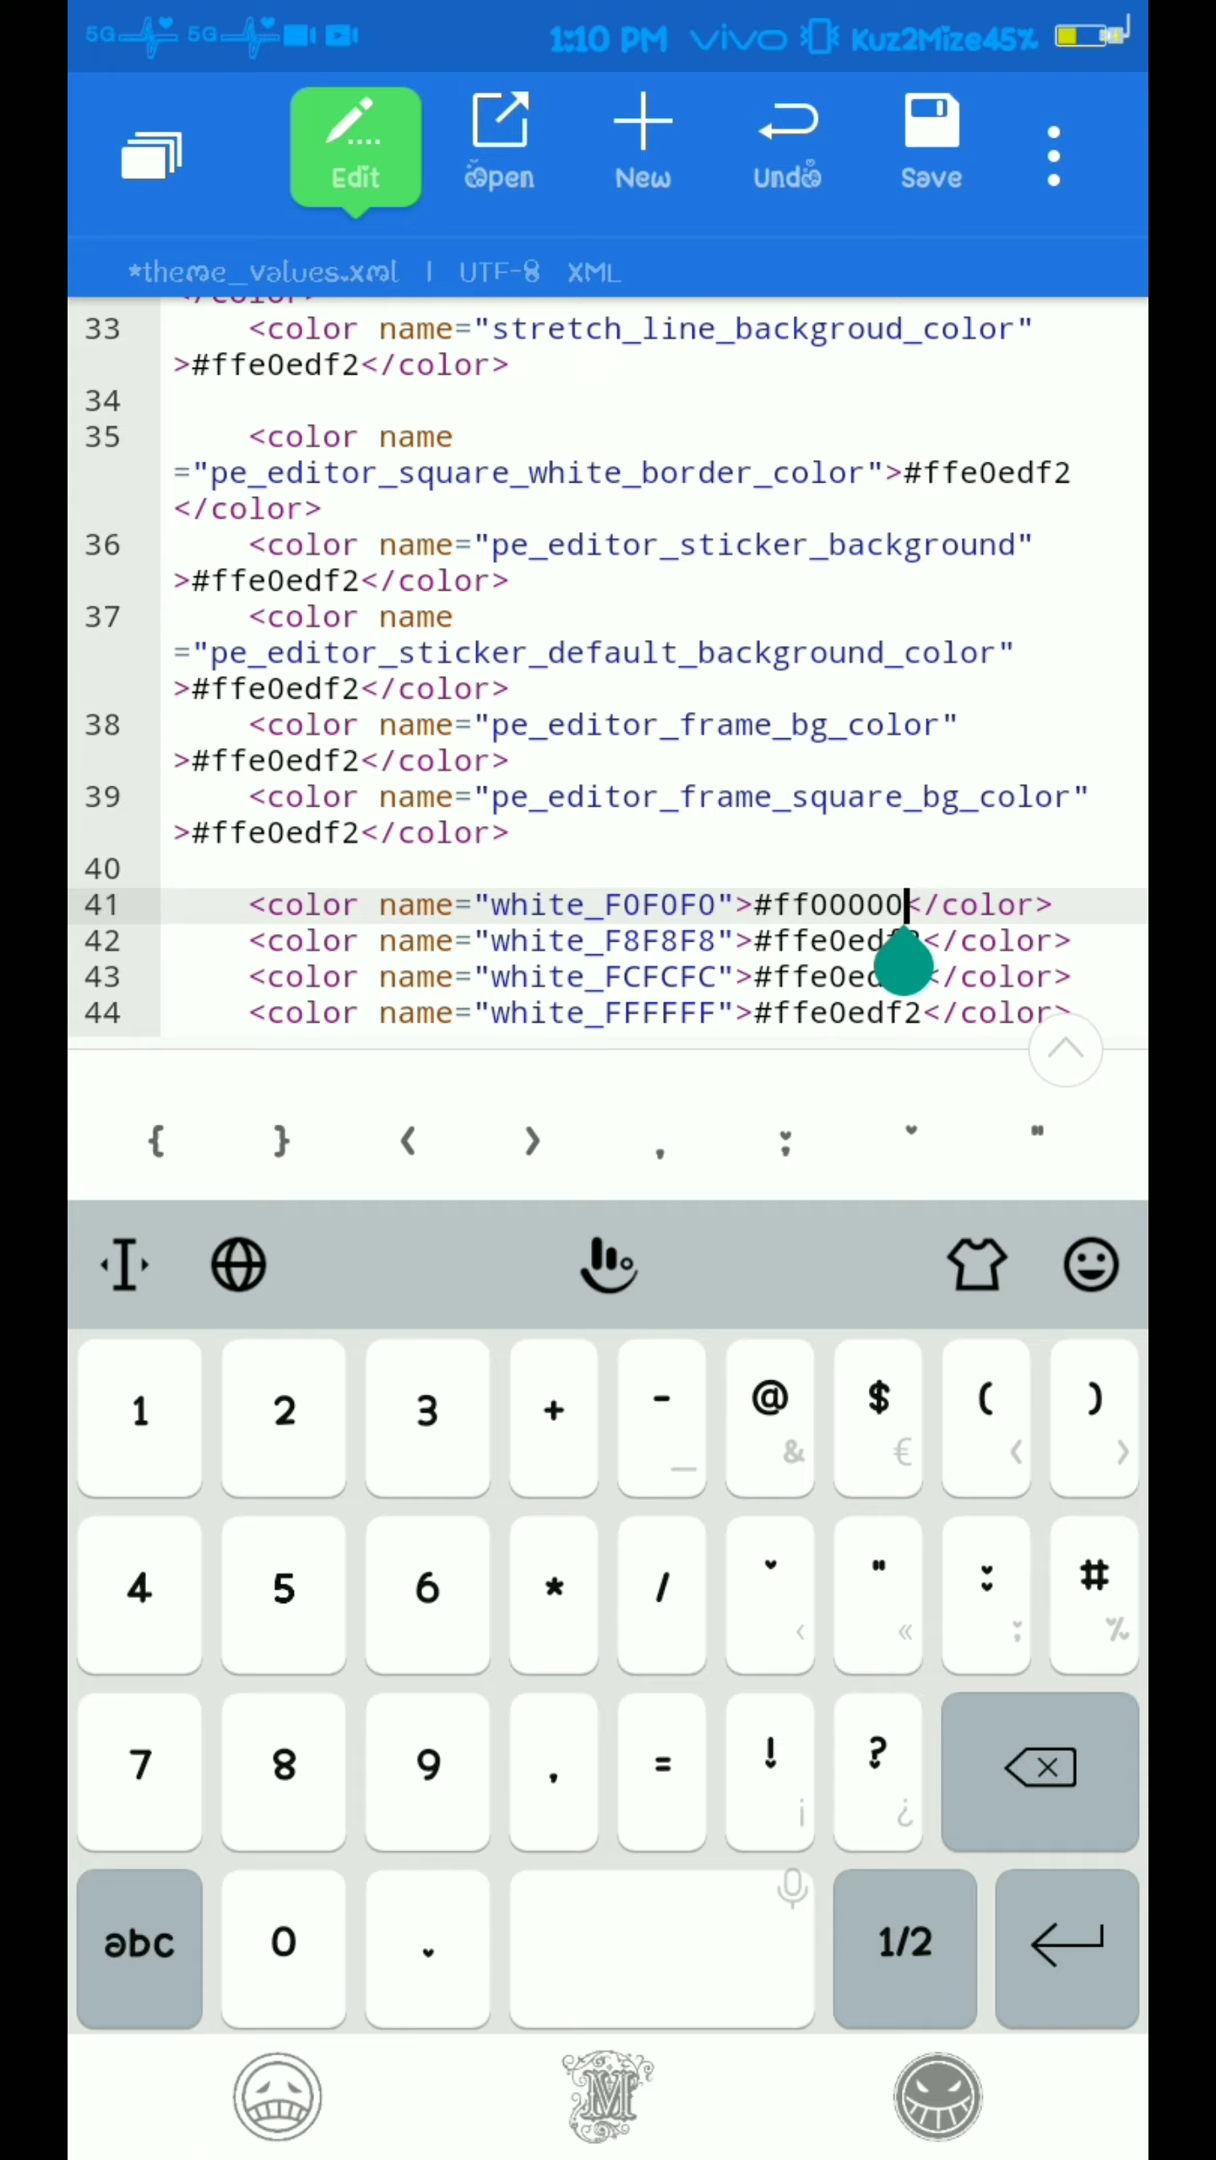 5G 5G 1:10 PM vivo Kuz2Mize45%
Edit Open New Undo Save
*theme_values.xml | UTF-8 XML
</color>
33 <color name="stretch_line_backgroud_color"
>#ffe0edf2</color>
34
35 <color name
="pe_editor_square_white_border_color">#ffe0edf2
</color>
36 <color name="pe_editor_sticker_background"
>#ffe0edf2</color>
37 <color name
="pe_editor_sticker_default_background_color"
>#ffe0edf2</color>
38 <color name="pe_editor_frame_bg_color"
>#ffe0edf2</color>
39 <color name="pe_editor_frame_square_bg_color"
>#ffe0edf2</color>
40
41 <color name="white_F0F0F0">#ff00000</color>
42 <color name="white_F8F8F8">#ffe0ed</color>
43 <color name="white_FCFCFC">#ffe0ed</color>
44 <color name="white_FFFFFF">#ffe0edf2</color>
{ } < > , ; ' "
1 2 3 + - _ @ & $ € ( < ) >
4 5 6 * / ' ‹ " « : ; # %
7 8 9 , = ! ¡ ? ¿
abc 0 . 1/2
M